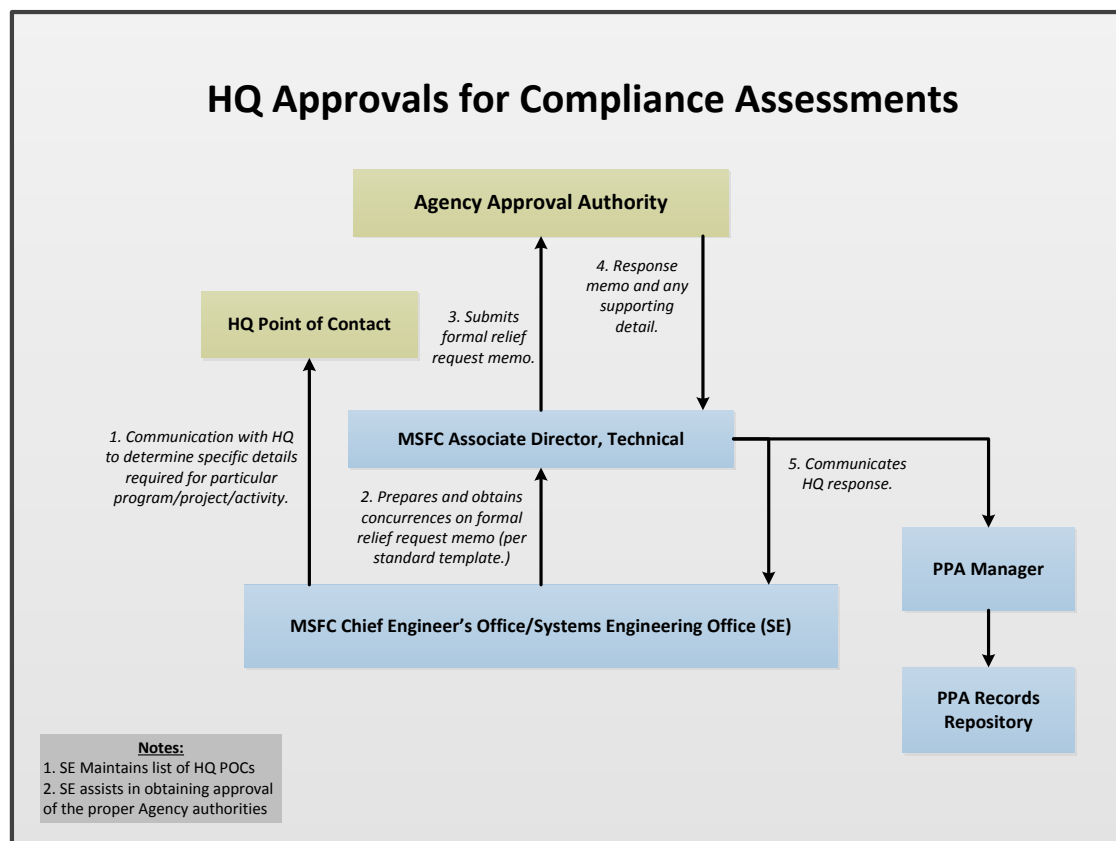 HQ Approvals for Compliance Assessments
Agency Approval Authority
4. Response
memo and any
supporting
detail.
HQ Point of Contact
3. Submits
formal relief
request memo.
MSFC Associate Director, Technical
1. Communication with HQ
to determine specific details
required for particular
program/project/activity.
2. Prepares and obtains
concurrences on formal
relief request memo (per
standard template.)
5. Communicates
HQ response.
PPA Manager
MSFC Chief Engineer’s Office/Systems Engineering Office (SE)
PPA Records
Repository
Notes:
1. SE Maintains list of HQ POCs
2. SE assists in obtaining approval
of the proper Agency authorities